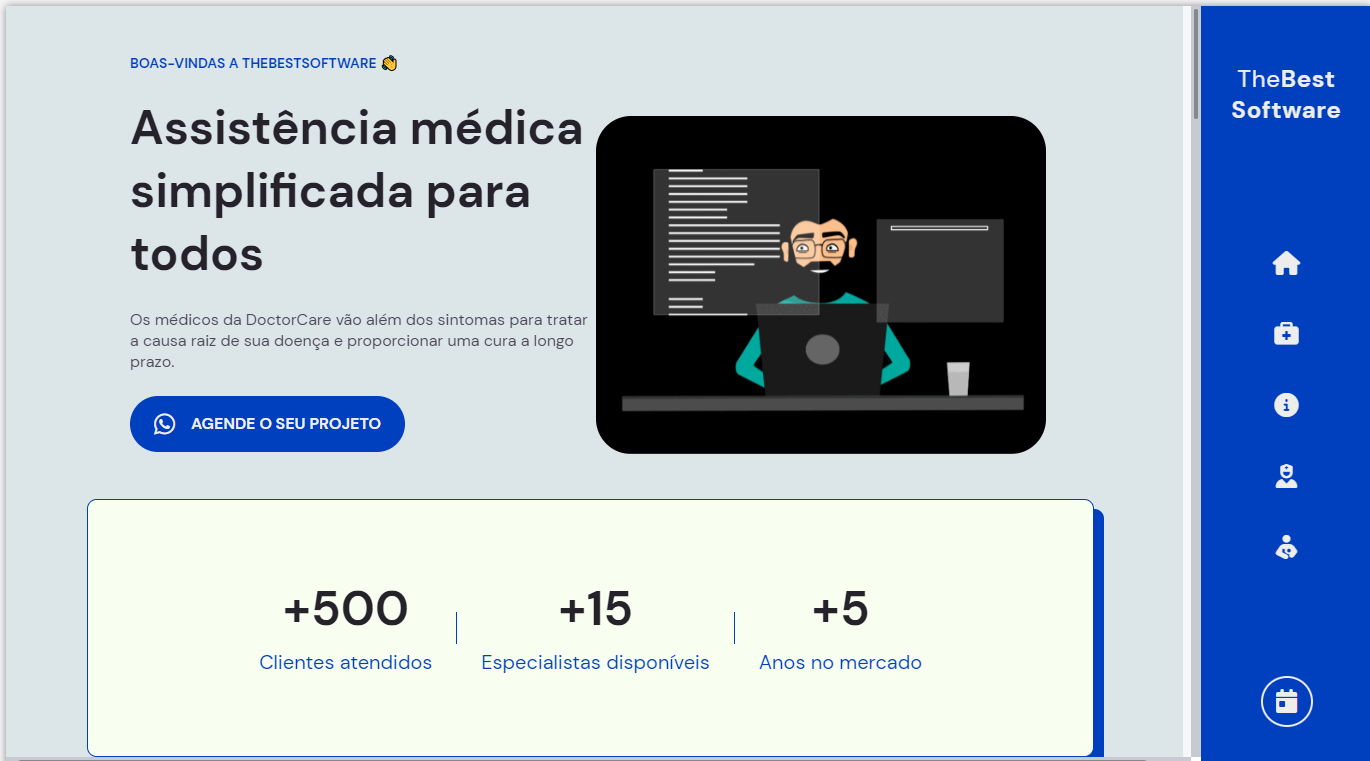 BOAS-VINDAS A THEBESTSOFTWARE 👋
Assistência médica
simplificada para
todos
Os médicos da DoctorCare vão além dos sintomas para tratar
a causa raiz de sua doença e proporcionar uma cura a longo
prazo.
AGENDE O SEU PROJETO
+500
Clientes atendidos
+15
Especialistas disponíveis
+5
Anos no mercado
TheBest
Software